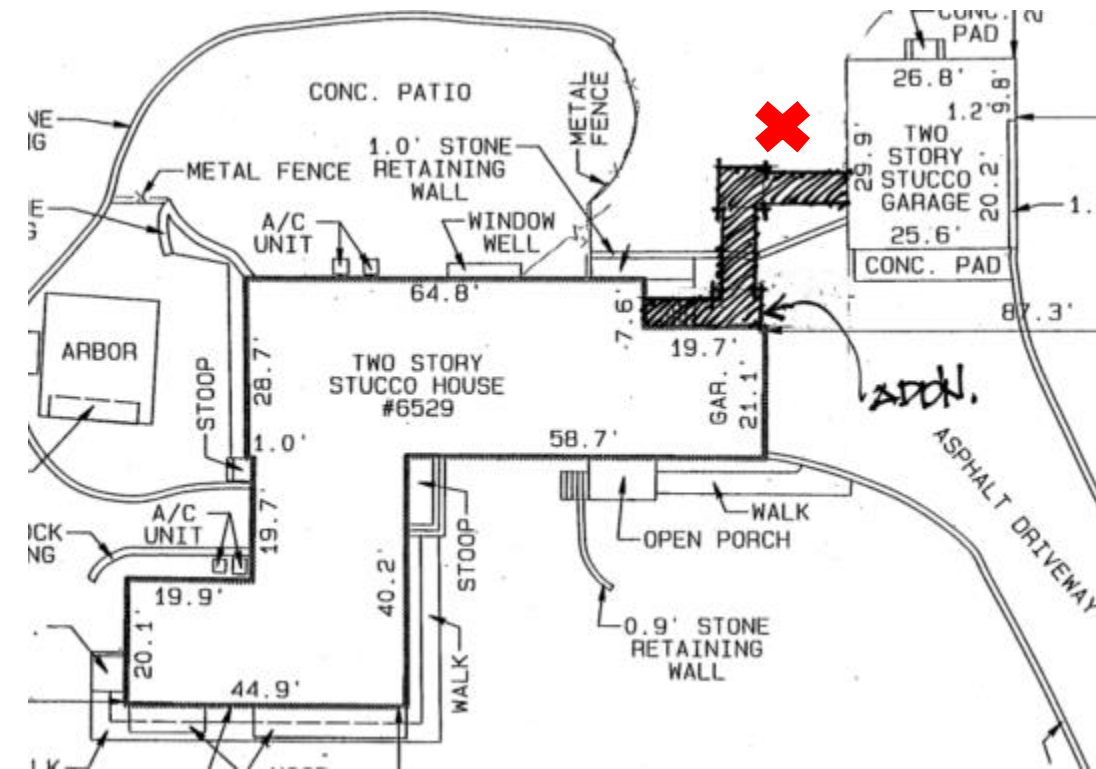 CONC.
PAD
26.8'
9.8'
1.2'
CONC. PATIO
METAL
FENCE
1.0' STONE
RETAINING
WALL
29.9'
TWO
STORY
STUCCO
GARAGE
20.2'
25.6'
CONC. PAD
METAL FENCE
A/C
UNIT
WINDOW
WELL
64.8'
7.6'
19.7'
87.3'
ARBOR
STOOP
28.7'
TWO STORY
STUCCO HOUSE
#6529
GAR.
21.1'
ADDN.
1.0'
58.7'
ASPHALT DRIVEWAY
A/C
UNIT
19.7'
STOOP
WALK
OPEN PORCH
19.9'
40.2'
20.1'
0.9' STONE
RETAINING
WALL
WALK
44.9'